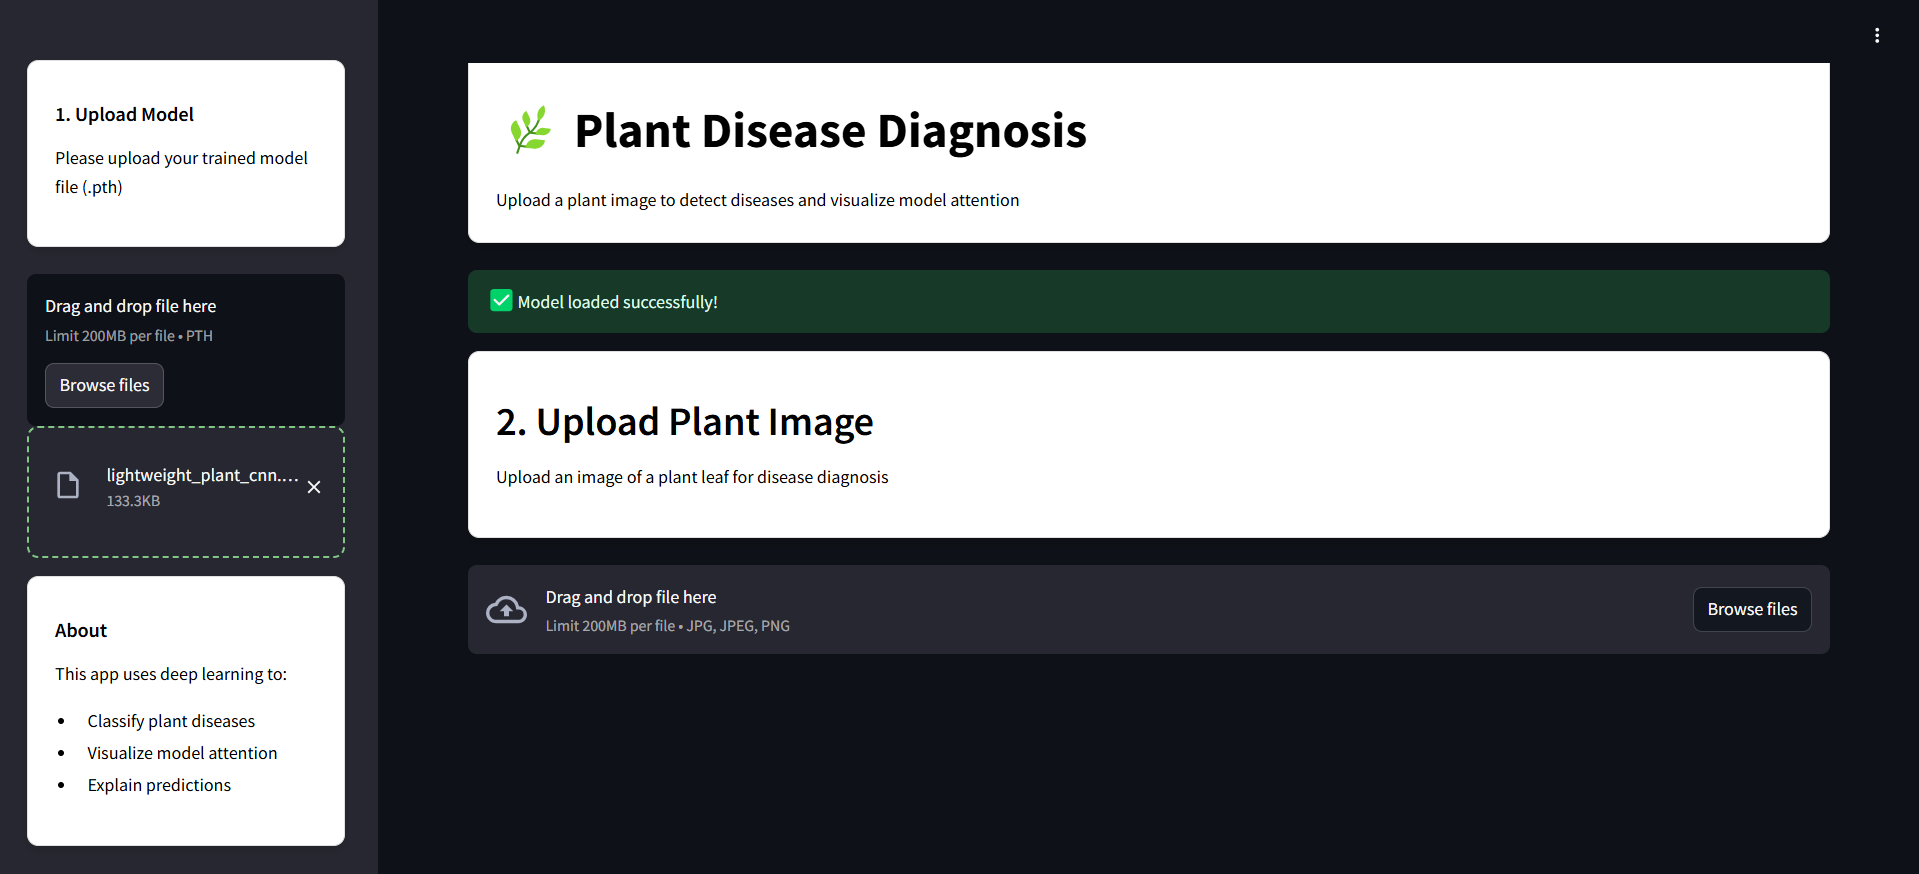 1. Upload Model
Please upload your trained model
file (.pth)
Drag and drop file here
Limit 200MB per file • PTH
Browse files
lightweight_plant_cnn....
133.3KB
About
This app uses deep learning to:
• Classify plant diseases
• Visualize model attention
• Explain predictions
Plant Disease Diagnosis
Upload a plant image to detect diseases and visualize model attention
Model loaded successfully!
2. Upload Plant Image
Upload an image of a plant leaf for disease diagnosis
Drag and drop file here
Limit 200MB per file • JPG, JPEG, PNG
Browse files